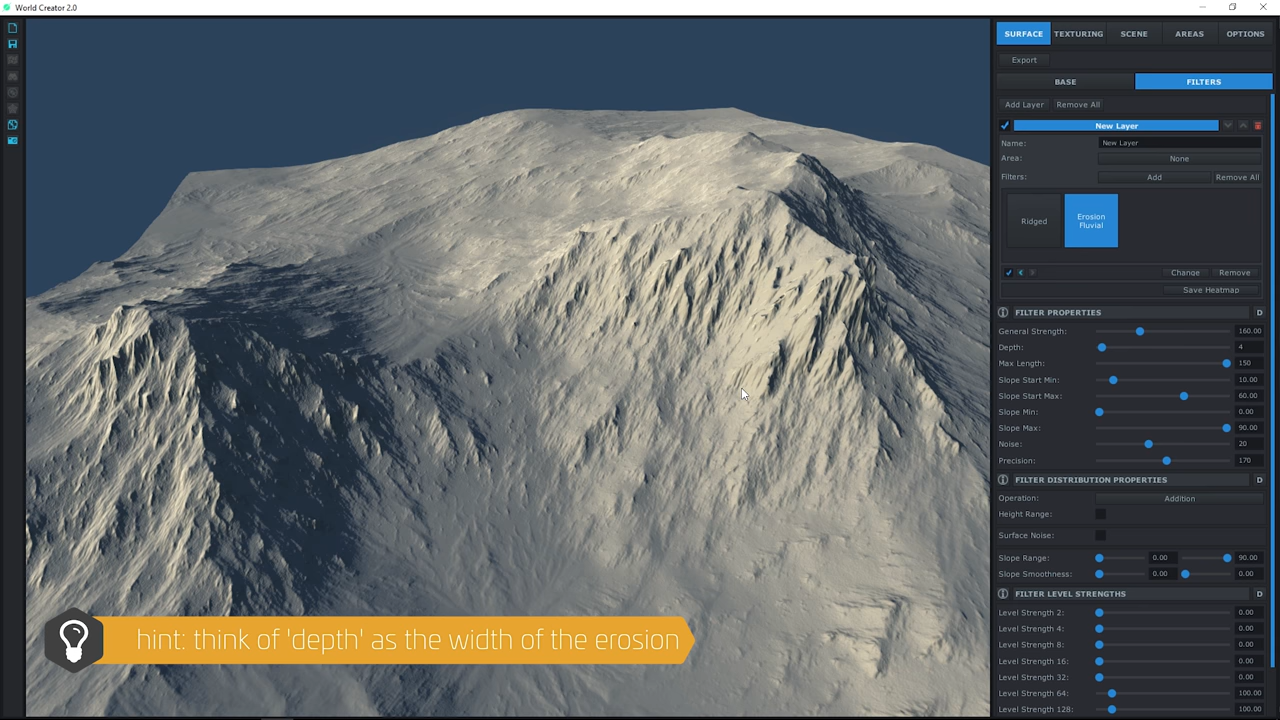 World Creator 2.0
SURFACE TEXTURING SCENE AREAS OPTIONS
Export
BASE FILTERS
Add Layer Remove All
New Layer
Name: New Layer
Area: None
Filters: Add Remove All
Ridged
Erosion
Fluvial
Change Remove
Save Heatmap
FILTER PROPERTIES D
General Strength: 160.00
Depth: 4
Max Length: 150
Slope Start Min: 10.00
Slope Start Max: 60.00
Slope Min: 0.00
Slope Max: 90.00
Noise: 20
Precision: 170
FILTER DISTRIBUTION PROPERTIES D
Operation: Addition
Height Range:
Surface Noise:
Slope Range: 0.00 90.00
Slope Smoothness: 0.00 0.00
FILTER LEVEL STRENGTHS D
Level Strength 2: 0.00
Level Strength 4: 0.00
Level Strength 8: 0.00
Level Strength 16: 0.00
Level Strength 32: 0.00
Level Strength 64: 100.00
Level Strength 128: 100.00
hint: think of 'depth' as the width of the erosion